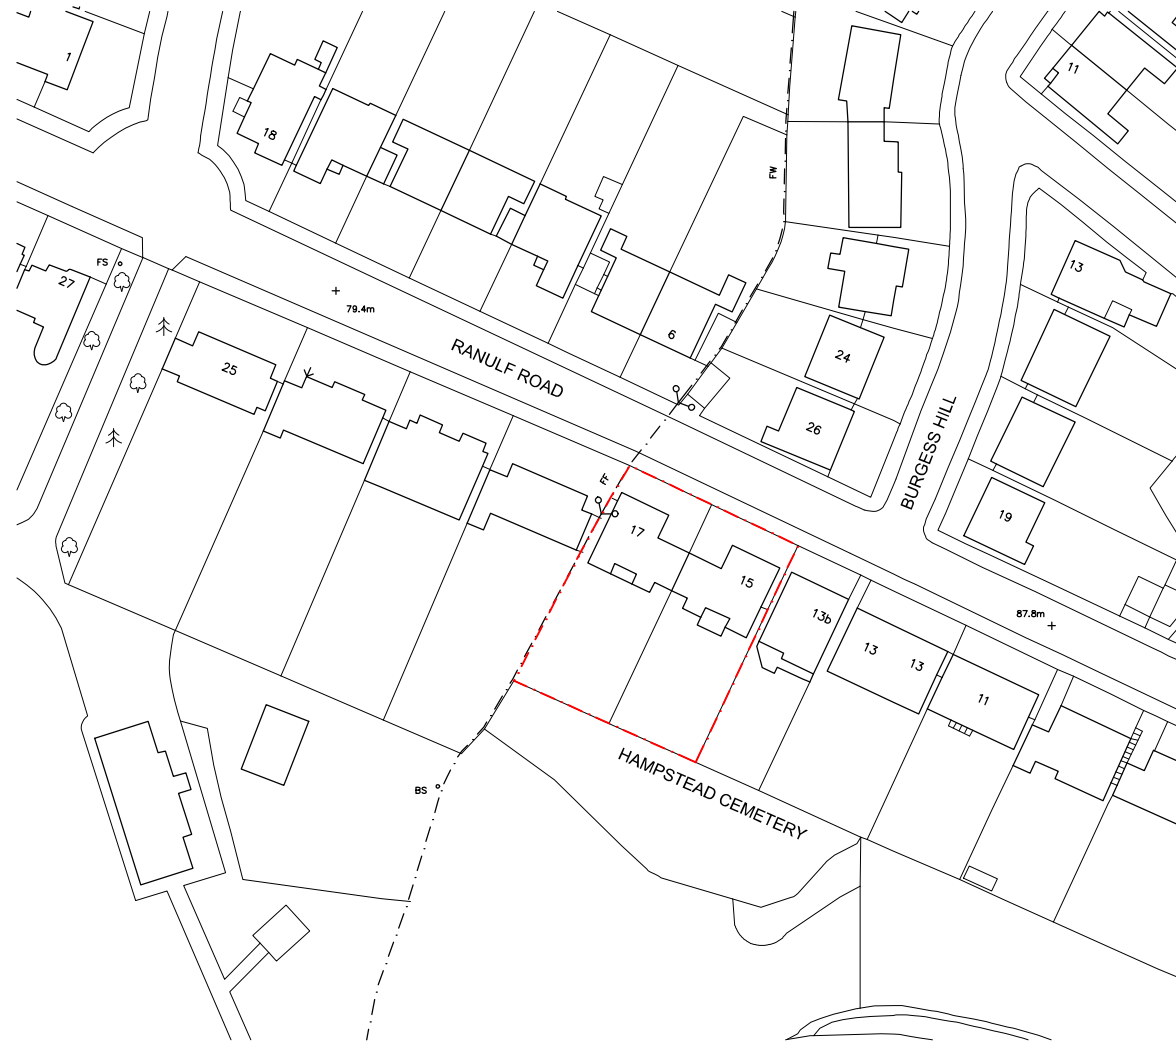 1
11
18
FW
FS
27
13
79.4m
6
RANULF ROAD
24
25
BURGESS HILL
26
FF
17
19
15
13b
87.8m
13
13
11
HAMPSTEAD CEMETERY
BS